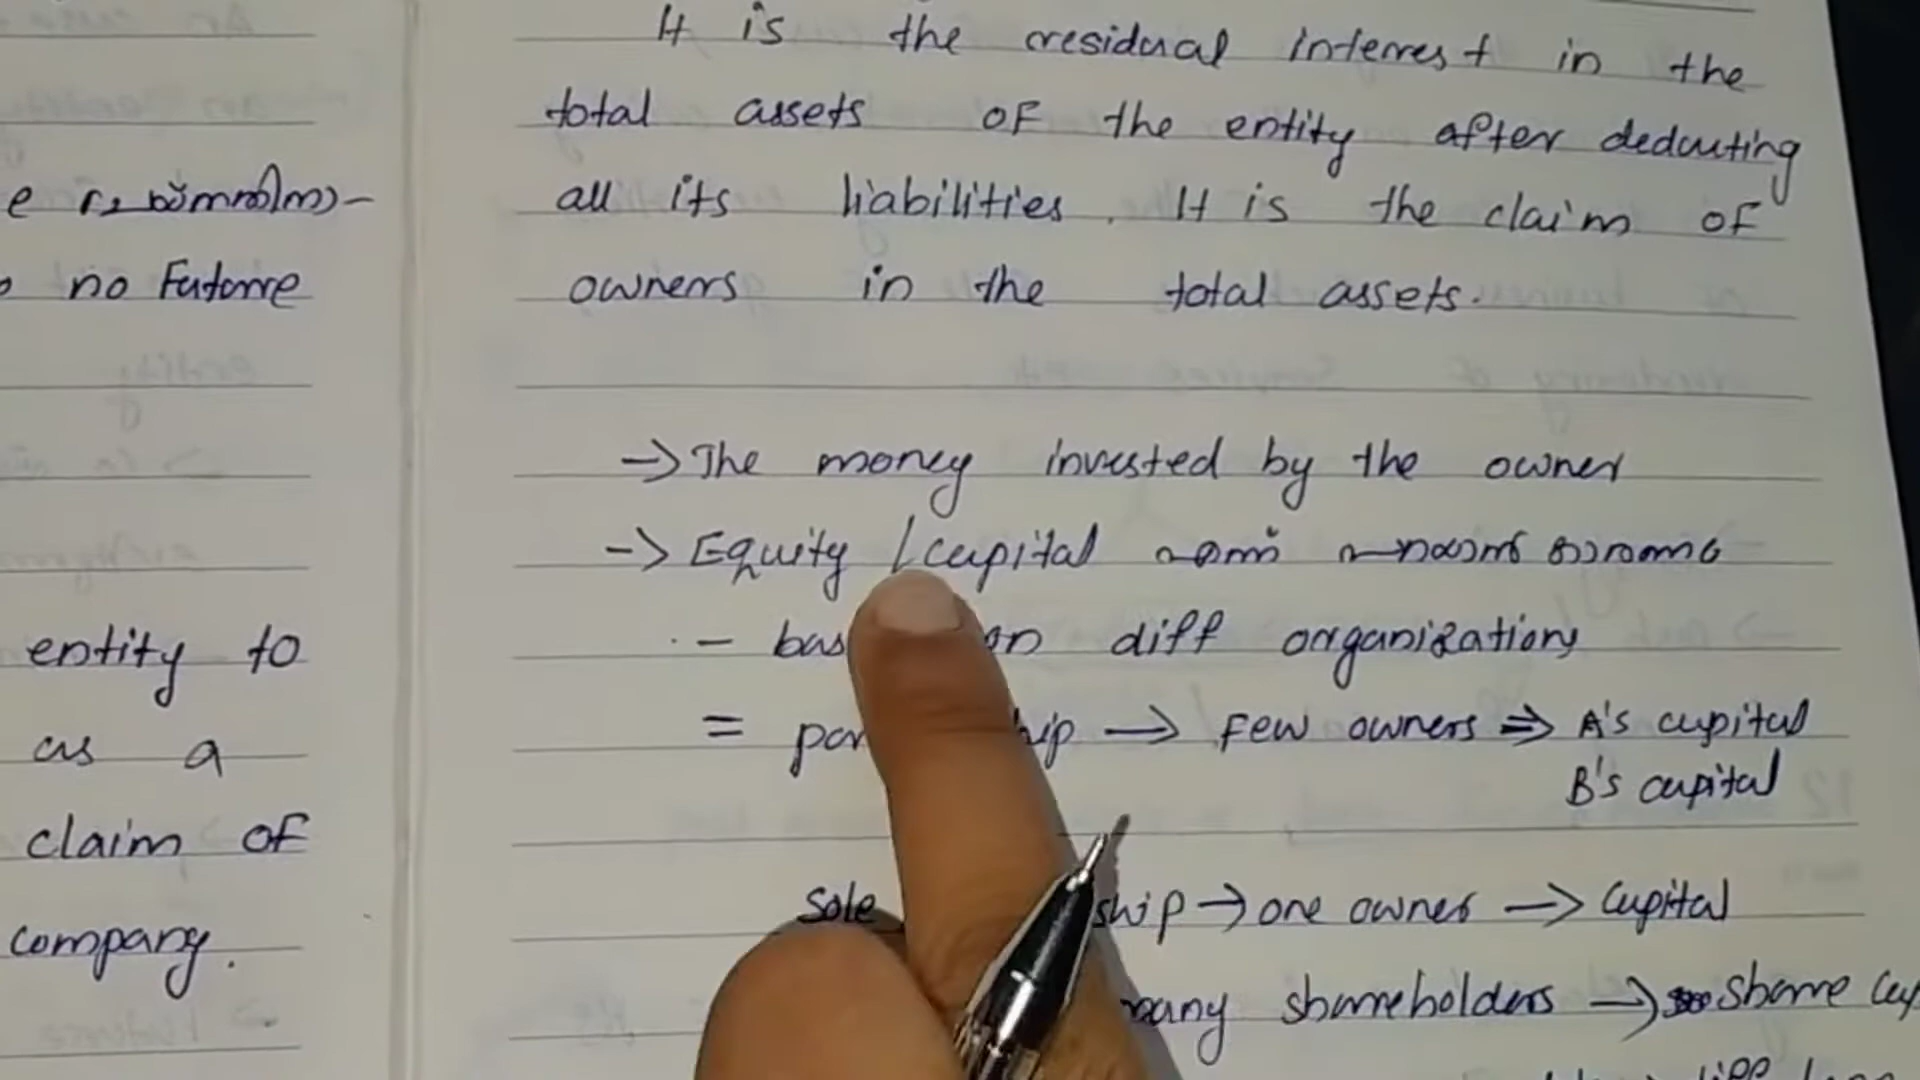 no Future
entity to
as a
claim of
company.
It is the residual interest in the
total assets of the entity after deducting
all its liabilities. It is the claim of
owners in the total assets.
→ The money invested by the owner
→ Equity / capital
- on diff organizations
= → Few owners ⇒ A's capital
B's capital
Sole → one owner → Capital
many shareholders → Share